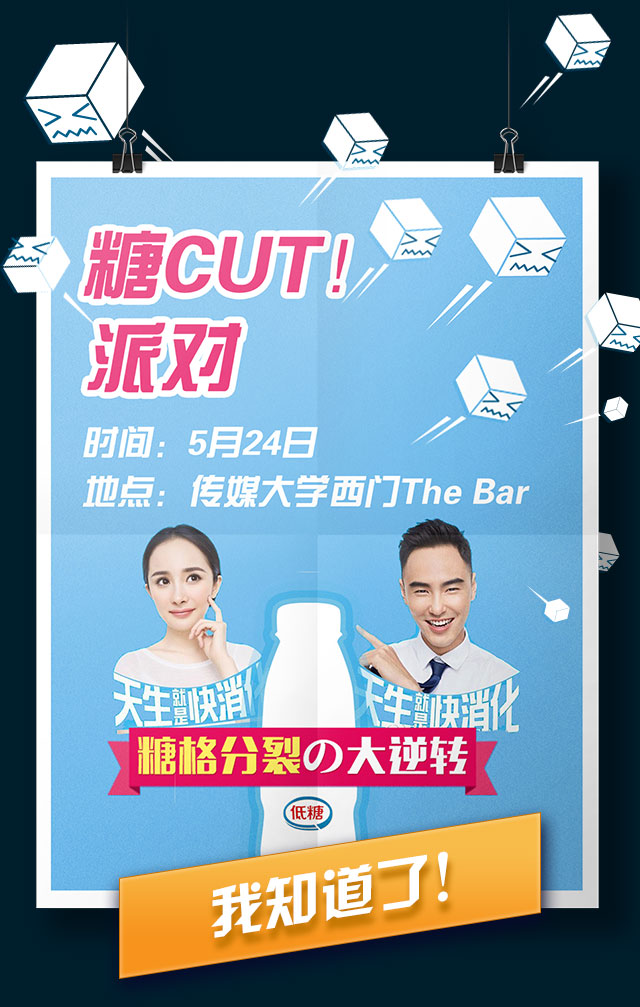 糖CUT!
派对
时间：5月24日
地点：传媒大学西门The Bar
天生就是快消化
天生就是快消化
糖格分裂の大逆转
低糖
我知道了!